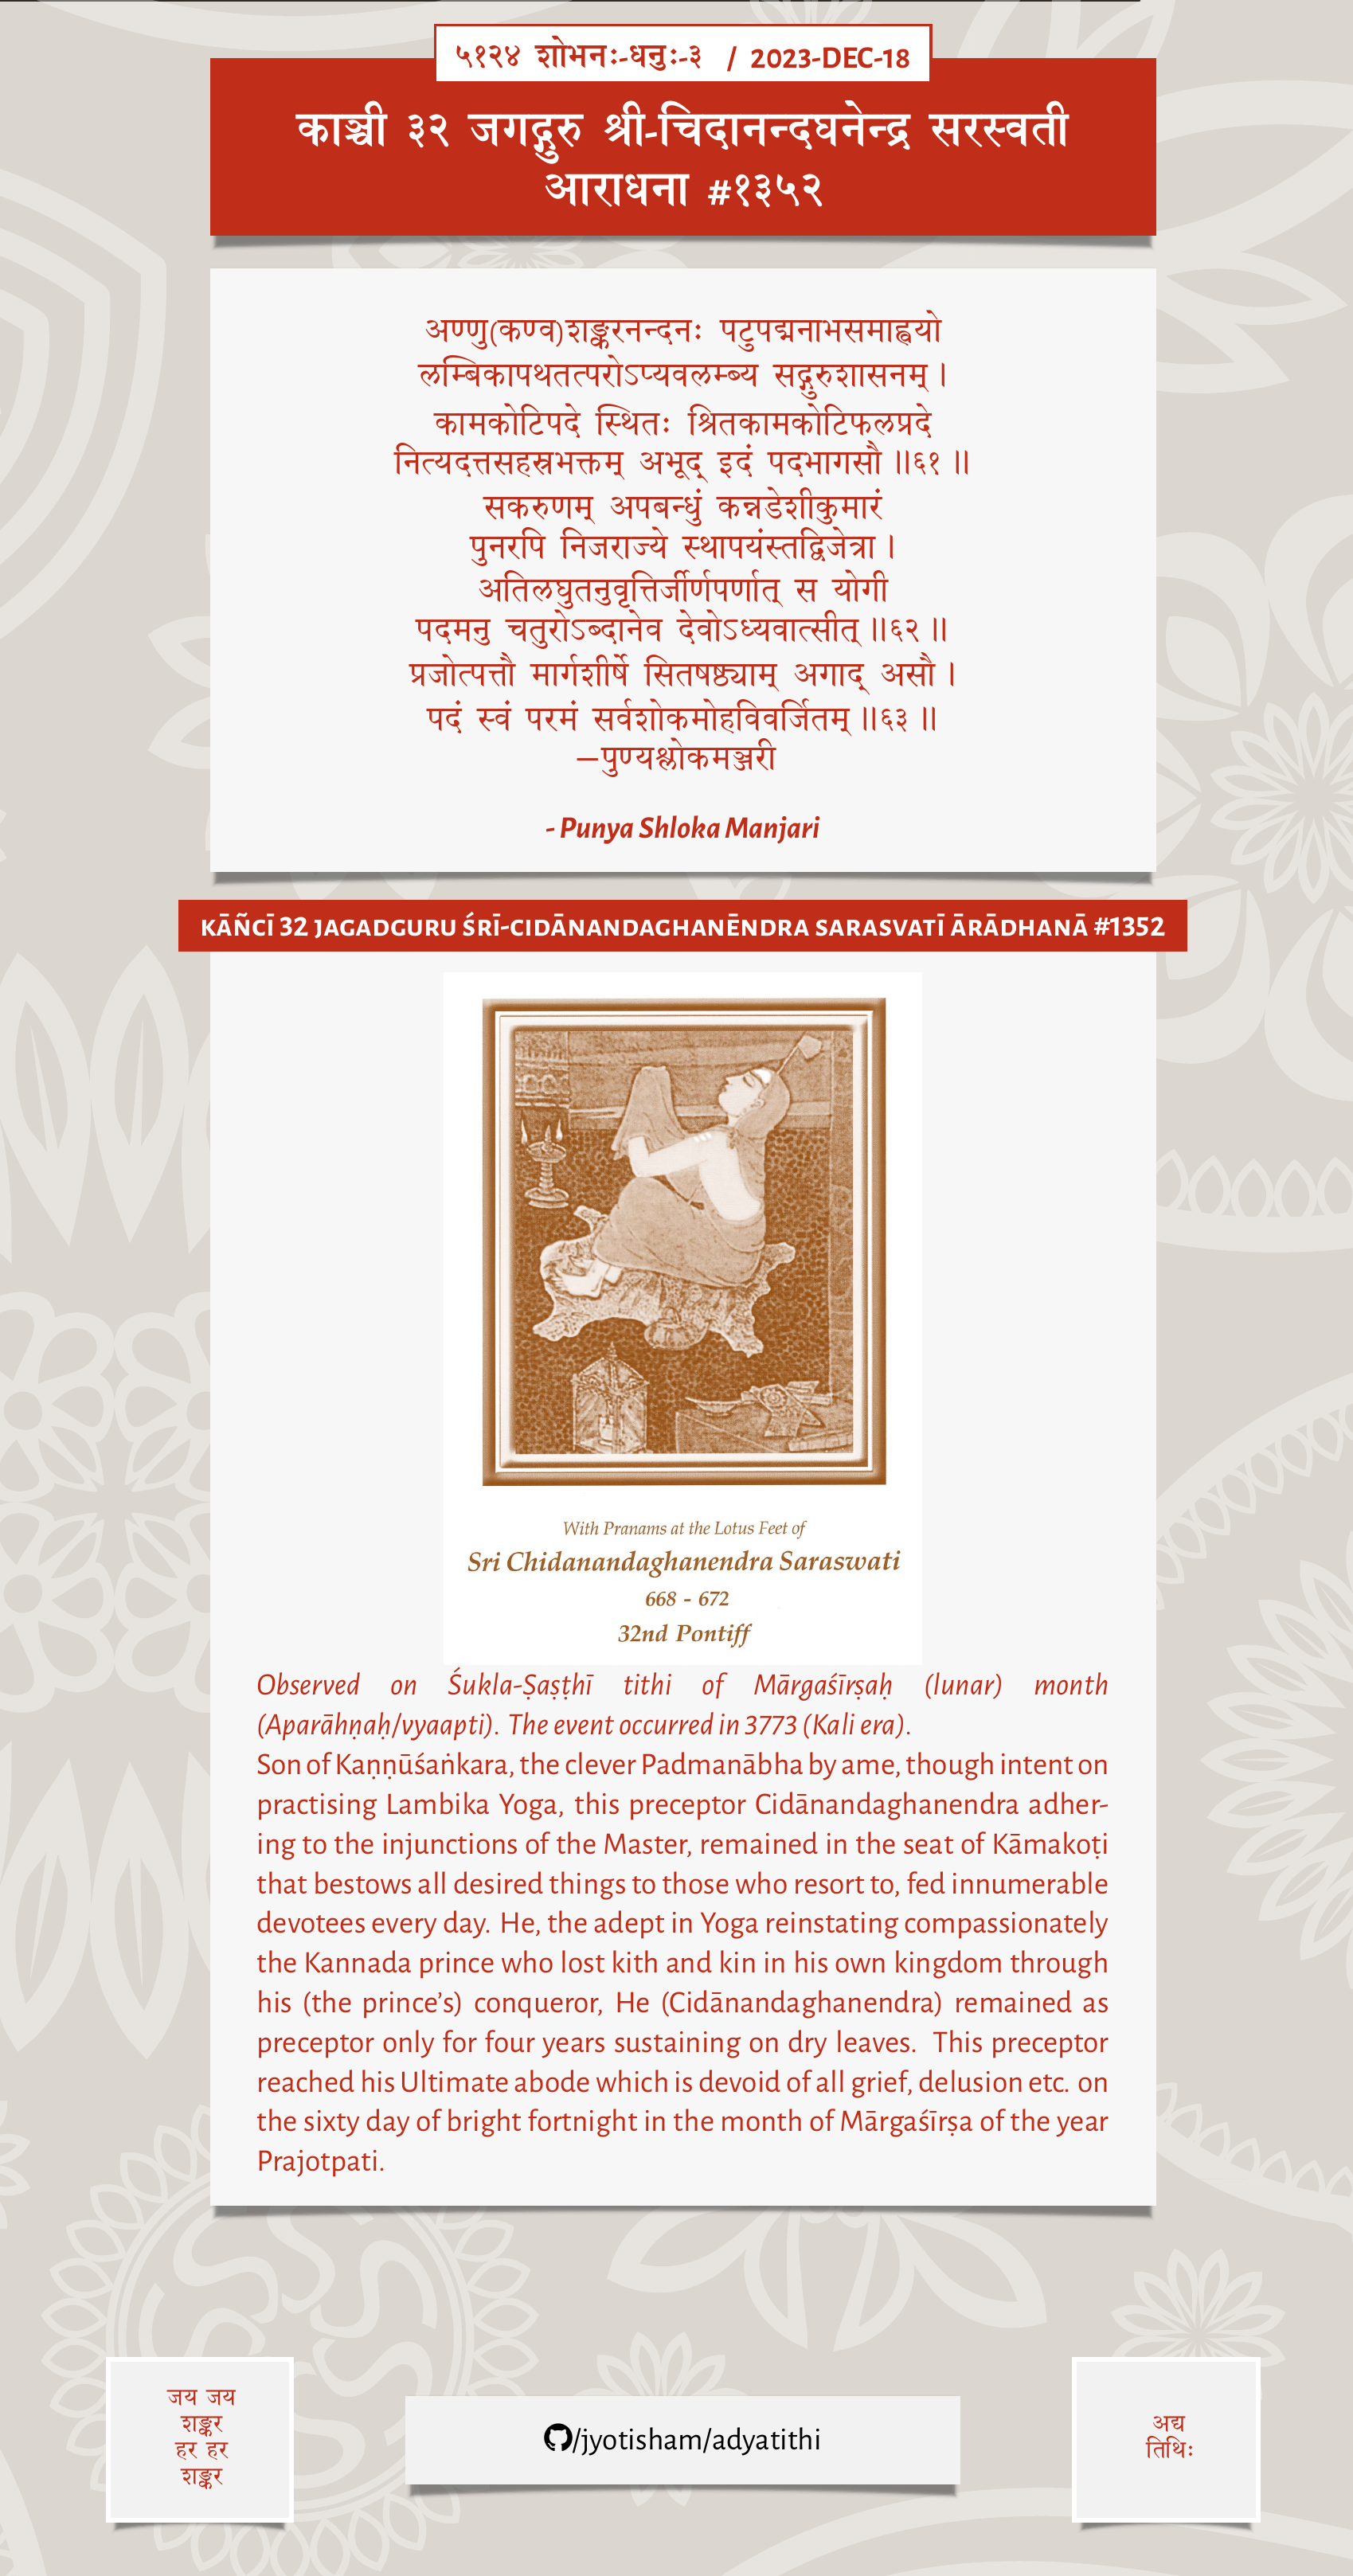 ५१२४ शोभनः-धनुः-३ / 2023-DEC-18
काञ्ची ३२ जगद्गुरु श्री-चिदानन्दघनेन्द्र सरस्वती
आराधना #१३५२
अण्णु(कण्व)शङ्करनन्दनः पटुपद्मनाभसमाह्वयो
लम्बिकापथतत्परोऽप्यवलम्ब्य सद्गुरुशासनम्।
कामकोटिपदे स्थितः श्रितकामकोटिफलप्रदे
नित्यदत्तसहस्रभक्तम् अभूद् इदं पदभागसौ॥६१॥
सकरुणम् अपबन्धुं कन्नडेशीकुमारं
पुनरपि निजराज्ये स्थापयंस्तद्विजेत्रा।
अतिलघुतनुवृत्तिर्जीर्णपर्णात् स योगी
पदमनु चतुरोऽब्दानेव देवोऽध्यवात्सीत्॥६२॥
प्रजोत्पत्तौ मार्गशीर्षे सितषष्ठ्याम् अगाद् असौ।
पदं स्वं परमं सर्वशोकमोहविवर्जितम्॥६३॥
—पुण्यश्लोकमञ्जरी
- Punya Shloka Manjari
KĀÑCĪ 32 JAGADGURU ŚRĪ-CIDĀNANDAGHANĒNDRA SARASVATĪ ĀRĀDHANĀ #1352
With Pranams at the Lotus Feet of
Sri Chidanandaghanendra Saraswati
668 - 672
32nd Pontiff
Observed on Śukla-Ṣaṣṭhī tithi of Mārgaśīrṣaḥ (lunar) month
(Aparāhṇaḥ/vyaapti). The event occurred in 3773 (Kali era).
Son of Kaṇṇūśaṅkara, the clever Padmanābha by ame, though intent on
practising Lambika Yoga, this preceptor Cidānandaghanendra adher-
ing to the injunctions of the Master, remained in the seat of Kāmakoṭi
that bestows all desired things to those who resort to, fed innumerable
devotees every day. He, the adept in Yoga reinstating compassionately
the Kannada prince who lost kith and kin in his own kingdom through
his (the prince's) conqueror, He (Cidānandaghanendra) remained as
preceptor only for four years sustaining on dry leaves. This preceptor
reached his Ultimate abode which is devoid of all grief, delusion etc. on
the sixty day of bright fortnight in the month of Mārgaśīrṣa of the year
Prajotpati.
जय जय
शङ्कर
हर हर
शङ्कर
/jyotisham/adyatithi
अद्य
तिथिः